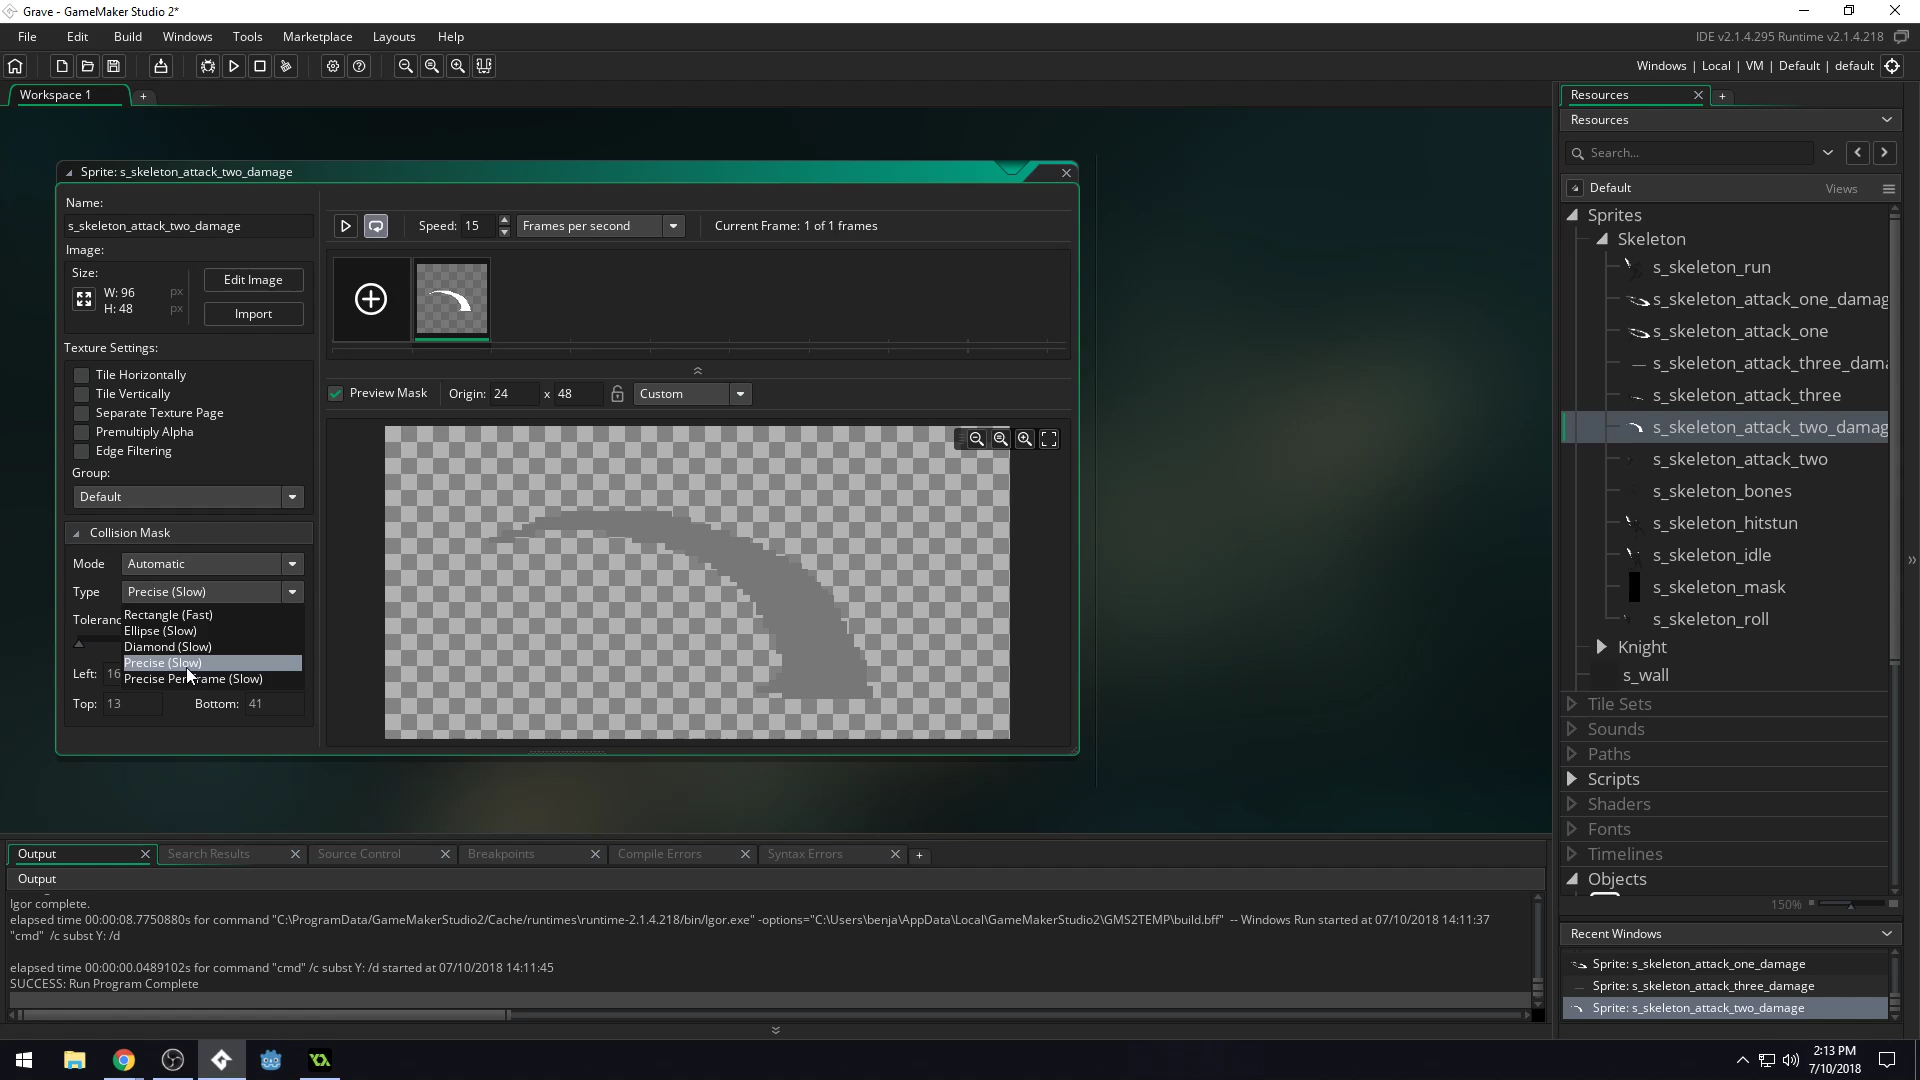 Grave - GameMaker Studio 2*
File Edit Build Windows Tools Marketplace Layouts Help
IDE v2.1.4.295 Runtime v2.1.4.218
Windows | Local | VM | Default | default
Workspace 1
Sprite: s_skeleton_attack_two_damage
Name:
s_skeleton_attack_two_damage
Image:
Size:
W: 96 px
H: 48 px
Edit Image
Import
Texture Settings:
Tile Horizontally
Tile Vertically
Separate Texture Page
Premultiply Alpha
Edge Filtering
Group:
Default
Collision Mask
Mode Automatic
Type Precise (Slow)
Rectangle (Fast)
Ellipse (Slow)
Diamond (Slow)
Precise (Slow)
Left: 16
Top: 13 Bottom: 41
Speed: 15 Frames per second Current Frame: 1 of 1 frames
Preview Mask Origin: 24 x 48 Custom
Resources
Resources
Search...
Default Views
Sprites
Skeleton
s_skeleton_run
s_skeleton_attack_one_damag
s_skeleton_attack_one
s_skeleton_attack_three_dam
s_skeleton_attack_three
s_skeleton_attack_two_damag
s_skeleton_attack_two
s_skeleton_bones
s_skeleton_hitstun
s_skeleton_idle
s_skeleton_mask
s_skeleton_roll
Knight
s_wall
Tile Sets
Sounds
Paths
Scripts
Shaders
Fonts
Timelines
Objects
150%
Recent Windows
Sprite: s_skeleton_attack_one_damage
Sprite: s_skeleton_attack_three_damage
Sprite: s_skeleton_attack_two_damage
Output Search Results Source Control Breakpoints Compile Errors Syntax Errors
Output
Igor complete.
elapsed time 00:00:08.7750880s for command "C:\ProgramData/GameMakerStudio2/Cache/runtimes\runtime-2.1.4.218/bin/Igor.exe" -options="C:\Users\benja\AppData\Local\GameMakerStudio2\GMS2TEMP\build.bff" -- Windows Run started at 07/10/2018 14:11:37
"cmd" /c subst Y: /d
elapsed time 00:00:00.0489102s for command "cmd" /c subst Y: /d started at 07/10/2018 14:11:45
SUCCESS: Run Program Complete
2:13 PM
7/10/2018